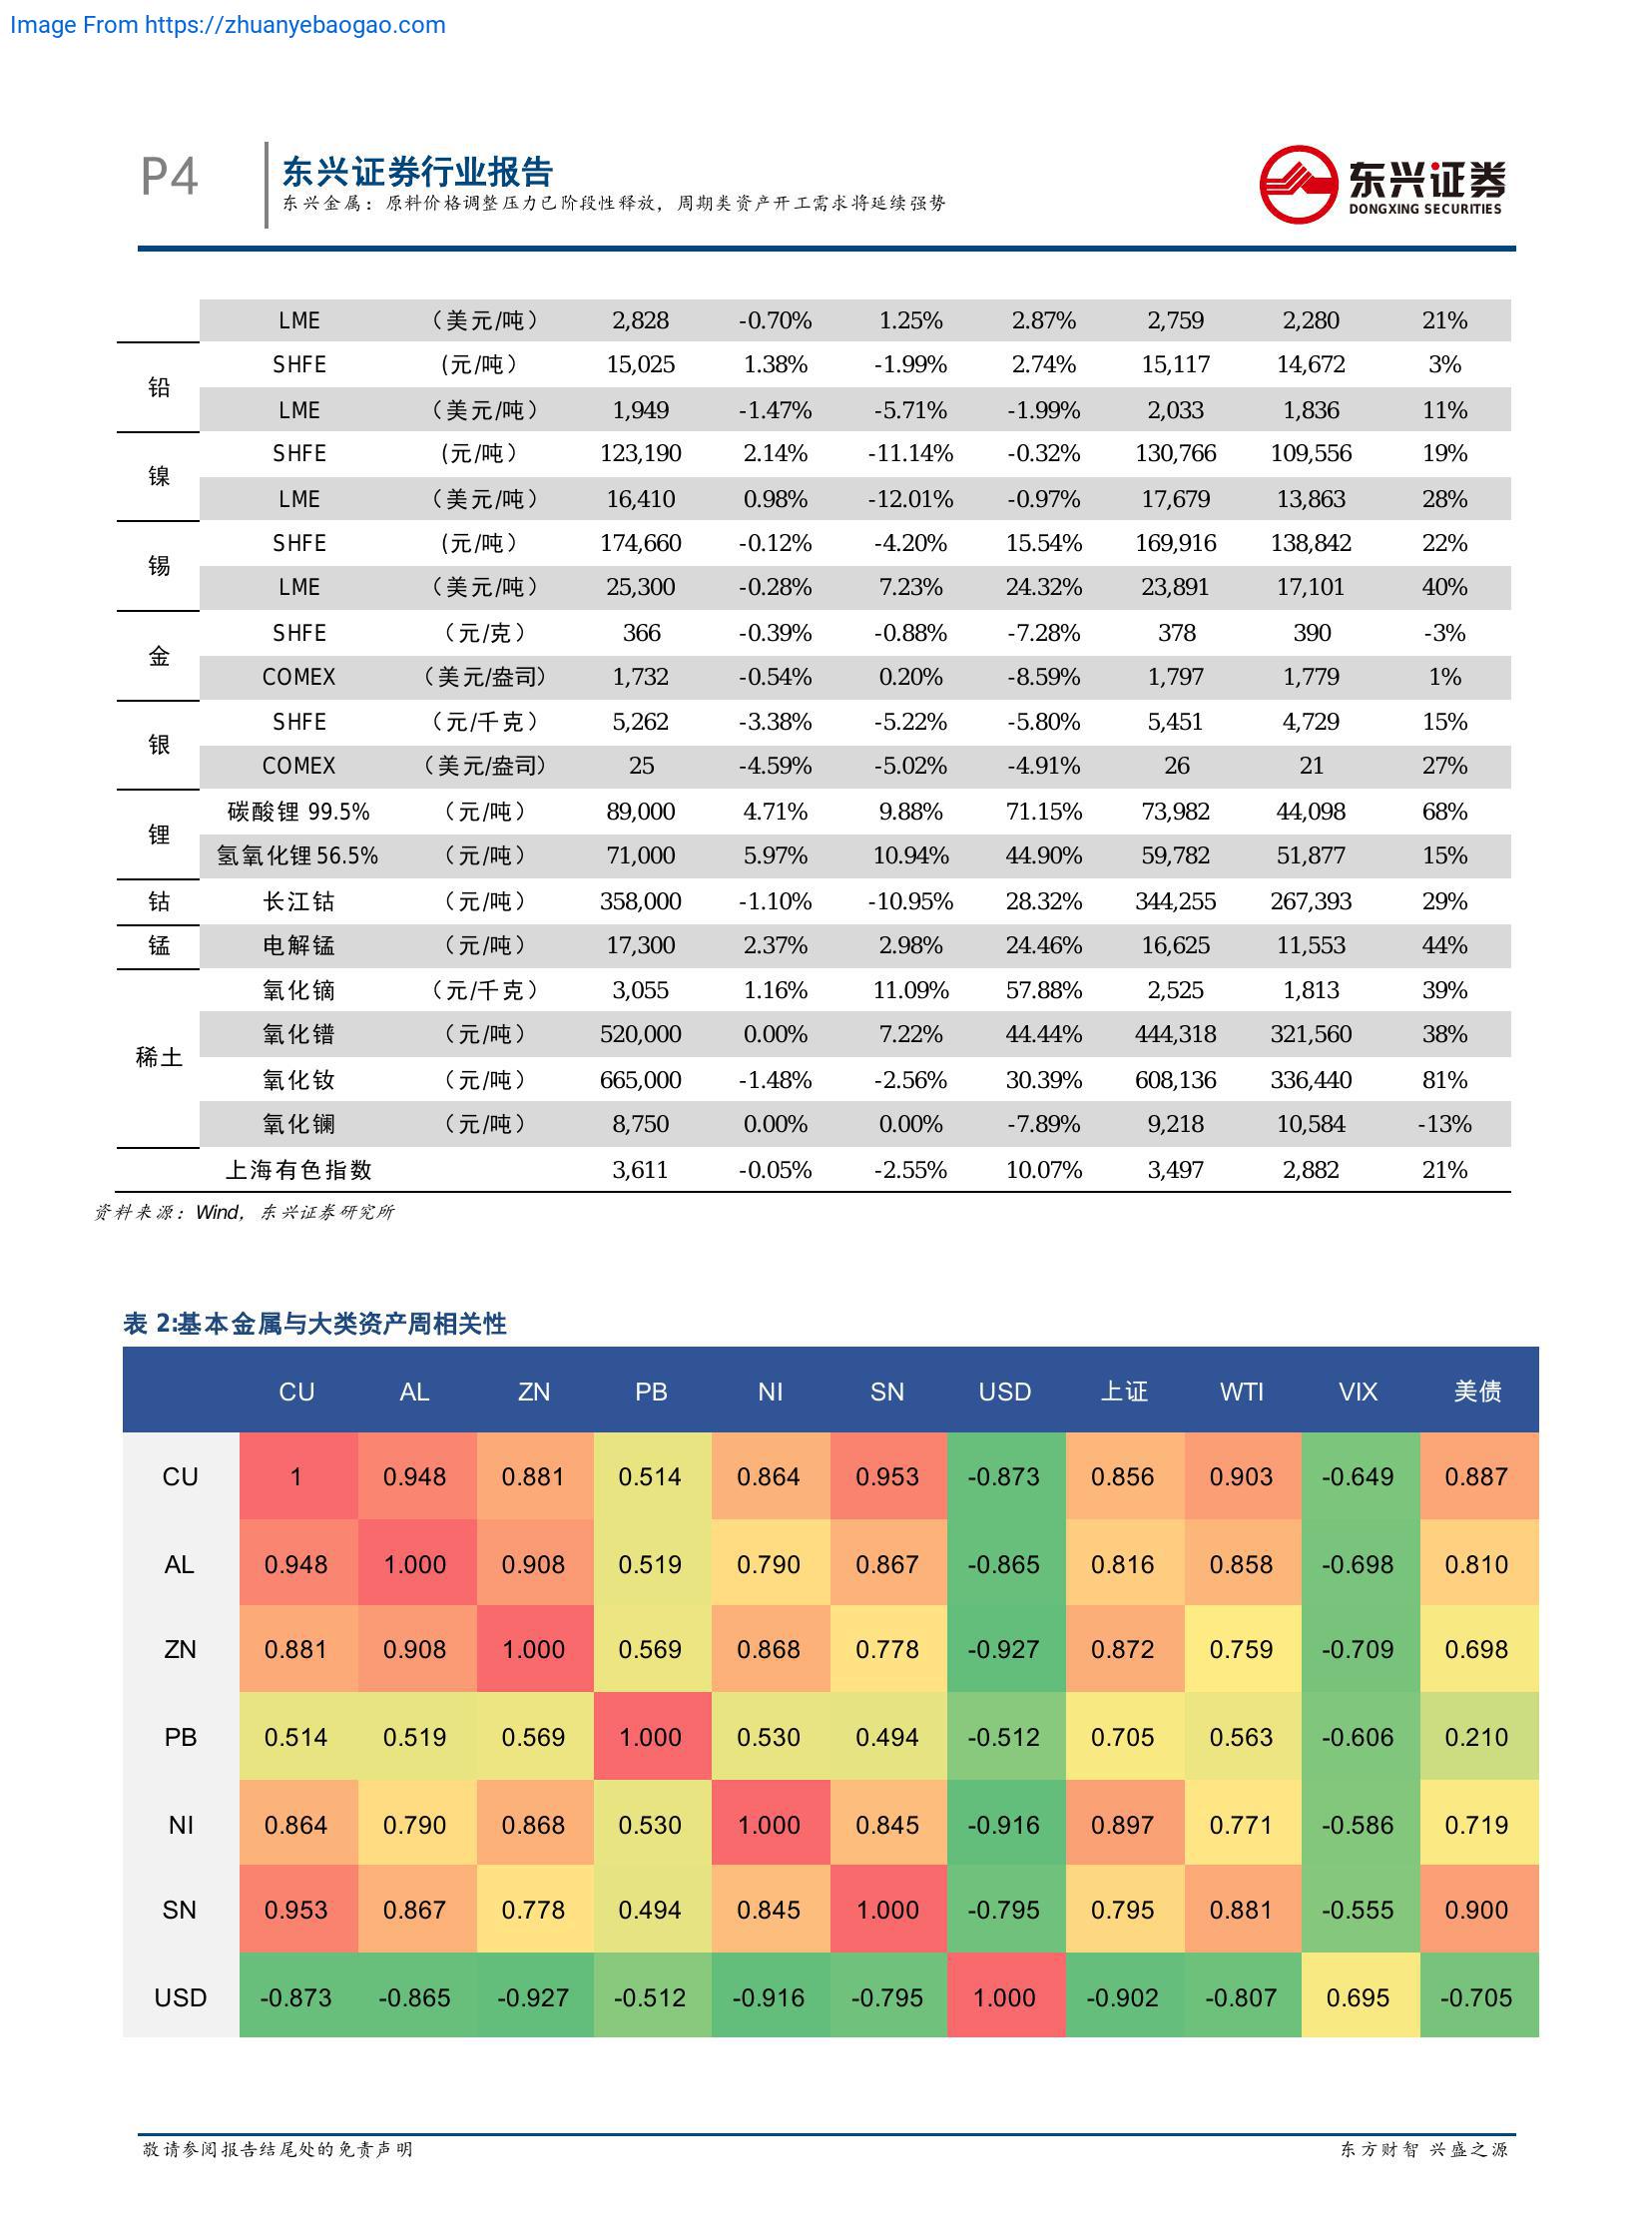 Image From https://zhuanyebaogao.com
P4
东兴证券行业报告
东兴金属：原料价格调整压力已阶段性释放，周期类资产开工需求将延续强势
东兴证券
DONGXING SECURITIES
LME （美元/吨） 2,828 -0.70% 1.25% 2.87% 2,759 2,280 21%
铅
SHFE (元/吨） 15,025 1.38% -1.99% 2.74% 15,117 14,672 3%
LME （美元/吨） 1,949 -1.47% -5.71% -1.99% 2,033 1,836 11%
镍
SHFE (元/吨） 123,190 2.14% -11.14% -0.32% 130,766 109,556 19%
LME （美元/吨） 16,410 0.98% -12.01% -0.97% 17,679 13,863 28%
锡
SHFE (元/吨） 174,660 -0.12% -4.20% 15.54% 169,916 138,842 22%
LME （美元/吨） 25,300 -0.28% 7.23% 24.32% 23,891 17,101 40%
金
SHFE （元/克） 366 -0.39% -0.88% -7.28% 378 390 -3%
COMEX （美元/盎司） 1,732 -0.54% 0.20% -8.59% 1,797 1,779 1%
银
SHFE （元/千克） 5,262 -3.38% -5.22% -5.80% 5,451 4,729 15%
COMEX （美元/盎司） 25 -4.59% -5.02% -4.91% 26 21 27%
锂
碳酸锂 99.5% （元/吨） 89,000 4.71% 9.88% 71.15% 73,982 44,098 68%
氢氧化锂 56.5% （元/吨） 71,000 5.97% 10.94% 44.90% 59,782 51,877 15%
钴 长江钴 （元/吨） 358,000 -1.10% -10.95% 28.32% 344,255 267,393 29%
锰 电解锰 （元/吨） 17,300 2.37% 2.98% 24.46% 16,625 11,553 44%
稀土
氧化镝 （元/千克） 3,055 1.16% 11.09% 57.88% 2,525 1,813 39%
氧化镨 （元/吨） 520,000 0.00% 7.22% 44.44% 444,318 321,560 38%
氧化钕 （元/吨） 665,000 -1.48% -2.56% 30.39% 608,136 336,440 81%
氧化镧 （元/吨） 8,750 0.00% 0.00% -7.89% 9,218 10,584 -13%
上海有色指数 3,611 -0.05% -2.55% 10.07% 3,497 2,882 21%
资料来源：Wind，东兴证券研究所
表 2:基本金属与大类资产周相关性
CU AL ZN PB NI SN USD 上证 WTI VIX 美债
CU 1 0.948 0.881 0.514 0.864 0.953 -0.873 0.856 0.903 -0.649 0.887
AL 0.948 1.000 0.908 0.519 0.790 0.867 -0.865 0.816 0.858 -0.698 0.810
ZN 0.881 0.908 1.000 0.569 0.868 0.778 -0.927 0.872 0.759 -0.709 0.698
PB 0.514 0.519 0.569 1.000 0.530 0.494 -0.512 0.705 0.563 -0.606 0.210
NI 0.864 0.790 0.868 0.530 1.000 0.845 -0.916 0.897 0.771 -0.586 0.719
SN 0.953 0.867 0.778 0.494 0.845 1.000 -0.795 0.795 0.881 -0.555 0.900
USD -0.873 -0.865 -0.927 -0.512 -0.916 -0.795 1.000 -0.902 -0.807 0.695 -0.705
敬请参阅报告结尾处的免责声明
东方财智 兴盛之源